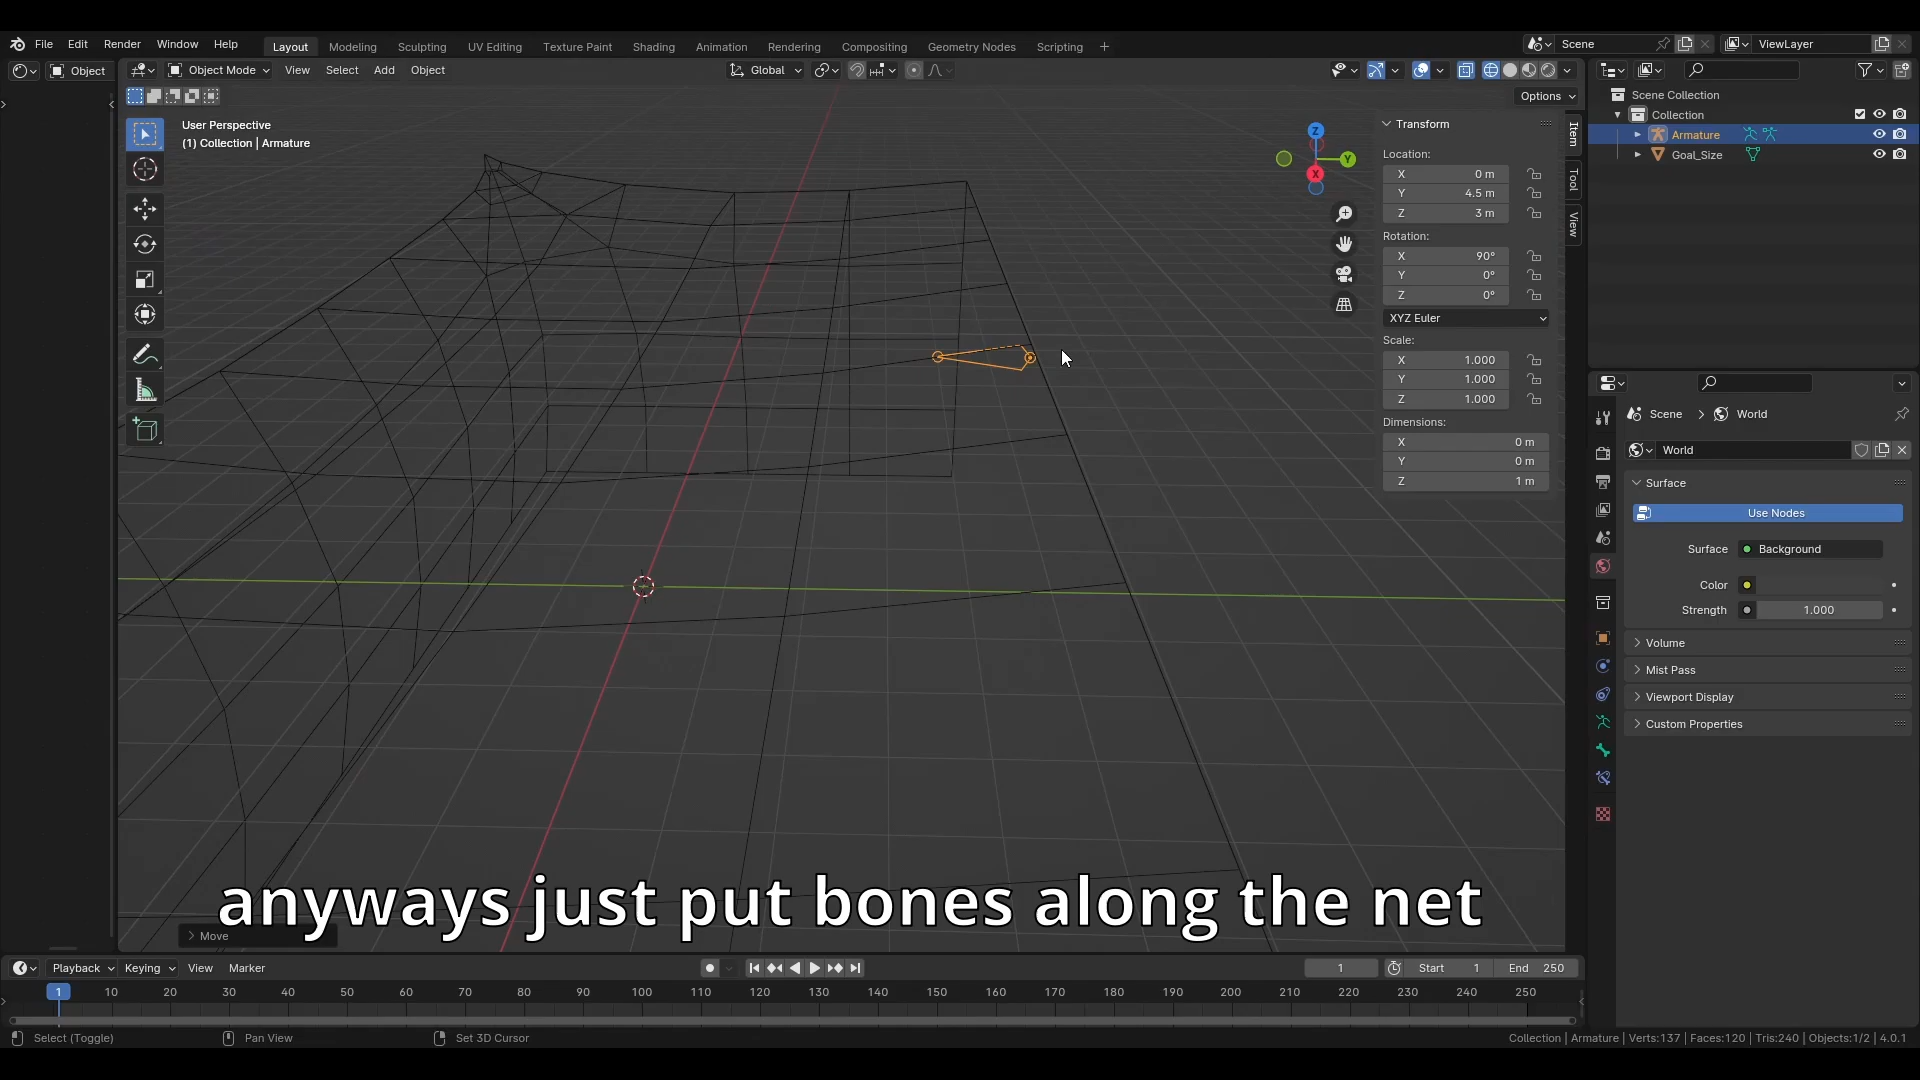 File Edit Render Window Help
Layout Modeling Sculpting UV Editing Texture Paint Shading Animation Rendering Compositing Geometry Nodes Scripting +
Scene
ViewLayer
Object
Object Mode View Select Add Object
Global
Options
User Perspective
(1) Collection | Armature
Z
Y
X
Transform
Location:
X 0 m
Y 4.5 m
Z 3 m
Rotation:
X 90°
Y 0°
Z 0°
XYZ Euler
Scale:
X 1.000
Y 1.000
Z 1.000
Dimensions:
X 0 m
Y 0 m
Z 1 m
Item
Tool
View
Scene Collection
Collection
Armature
Goal_Size
Scene > World
World
Surface
Use Nodes
Surface Background
Color
Strength 1.000
Volume
Mist Pass
Viewport Display
Custom Properties
anyways just put bones along the net
Move
Playback Keying View Marker
1
Start 1 End 250
1 10 20 30 40 50 60 70 80 90 100 110 120 130 140 150 160 170 180 190 200 210 220 230 240 250
Select (Toggle) Pan View Set 3D Cursor
Collection | Armature | Verts:137 | Faces:120 | Tris:240 | Objects:1/2 | 4.0.1